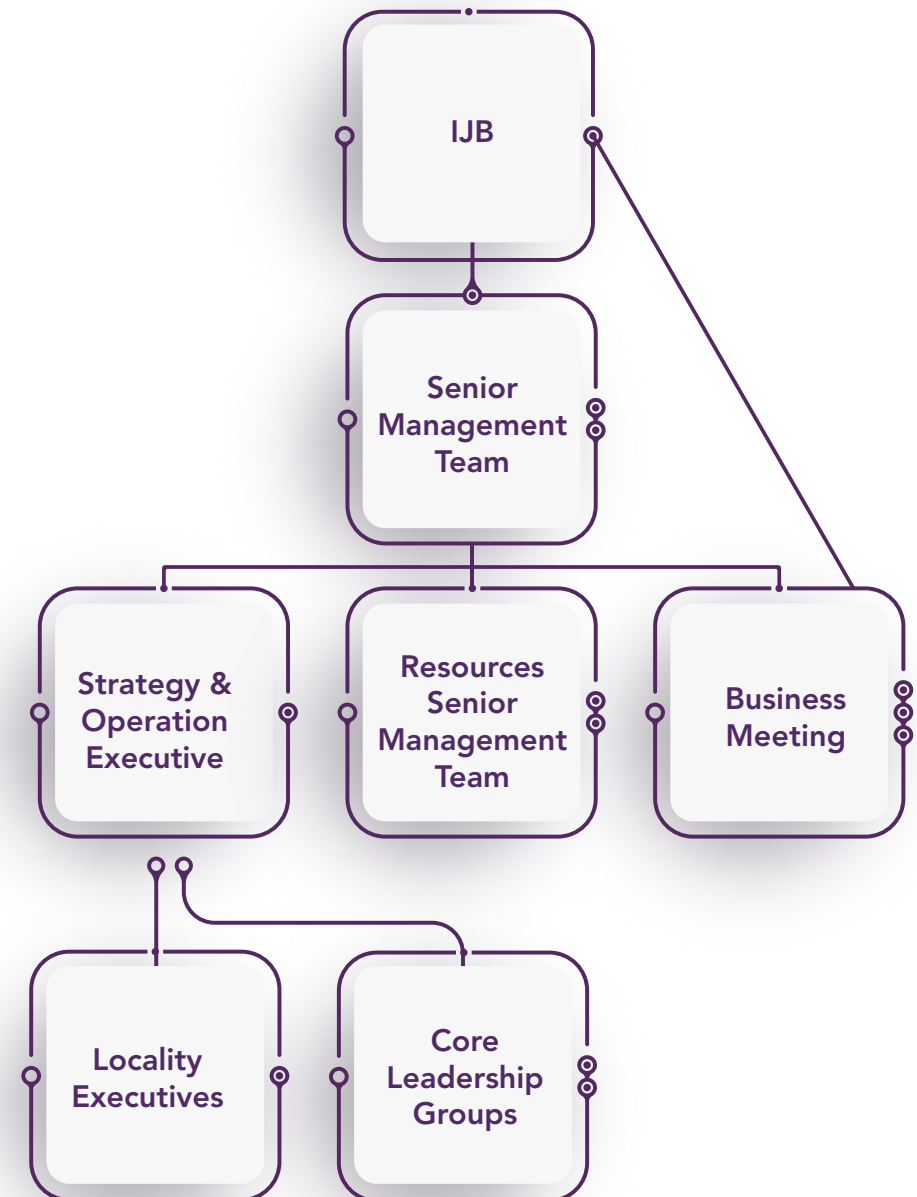 IJB
Senior
Management
Team
Strategy &
Operation
Executive
Resources
Senior
Management
Team
Business
Meeting
Locality
Executives
Core
Leadership
Groups